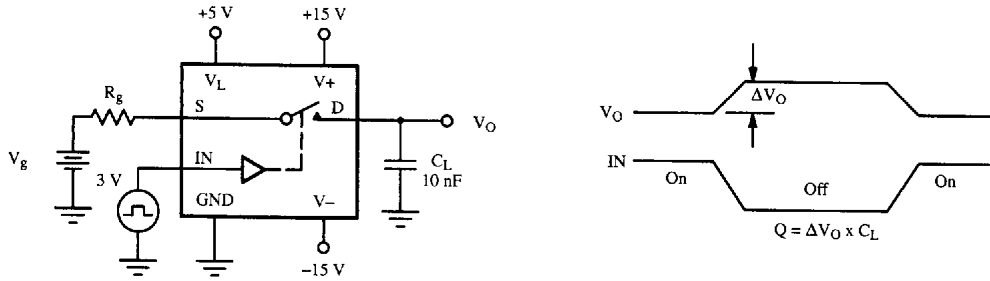 +5 V
+15 V
V_L
V+
R_g
S
D
V_O
V_g
IN
C_L
10 nF
3 V
GND
V−
−15 V
ΔV_O
V_O
IN
On
Off
On
Q = ΔV_O x C_L